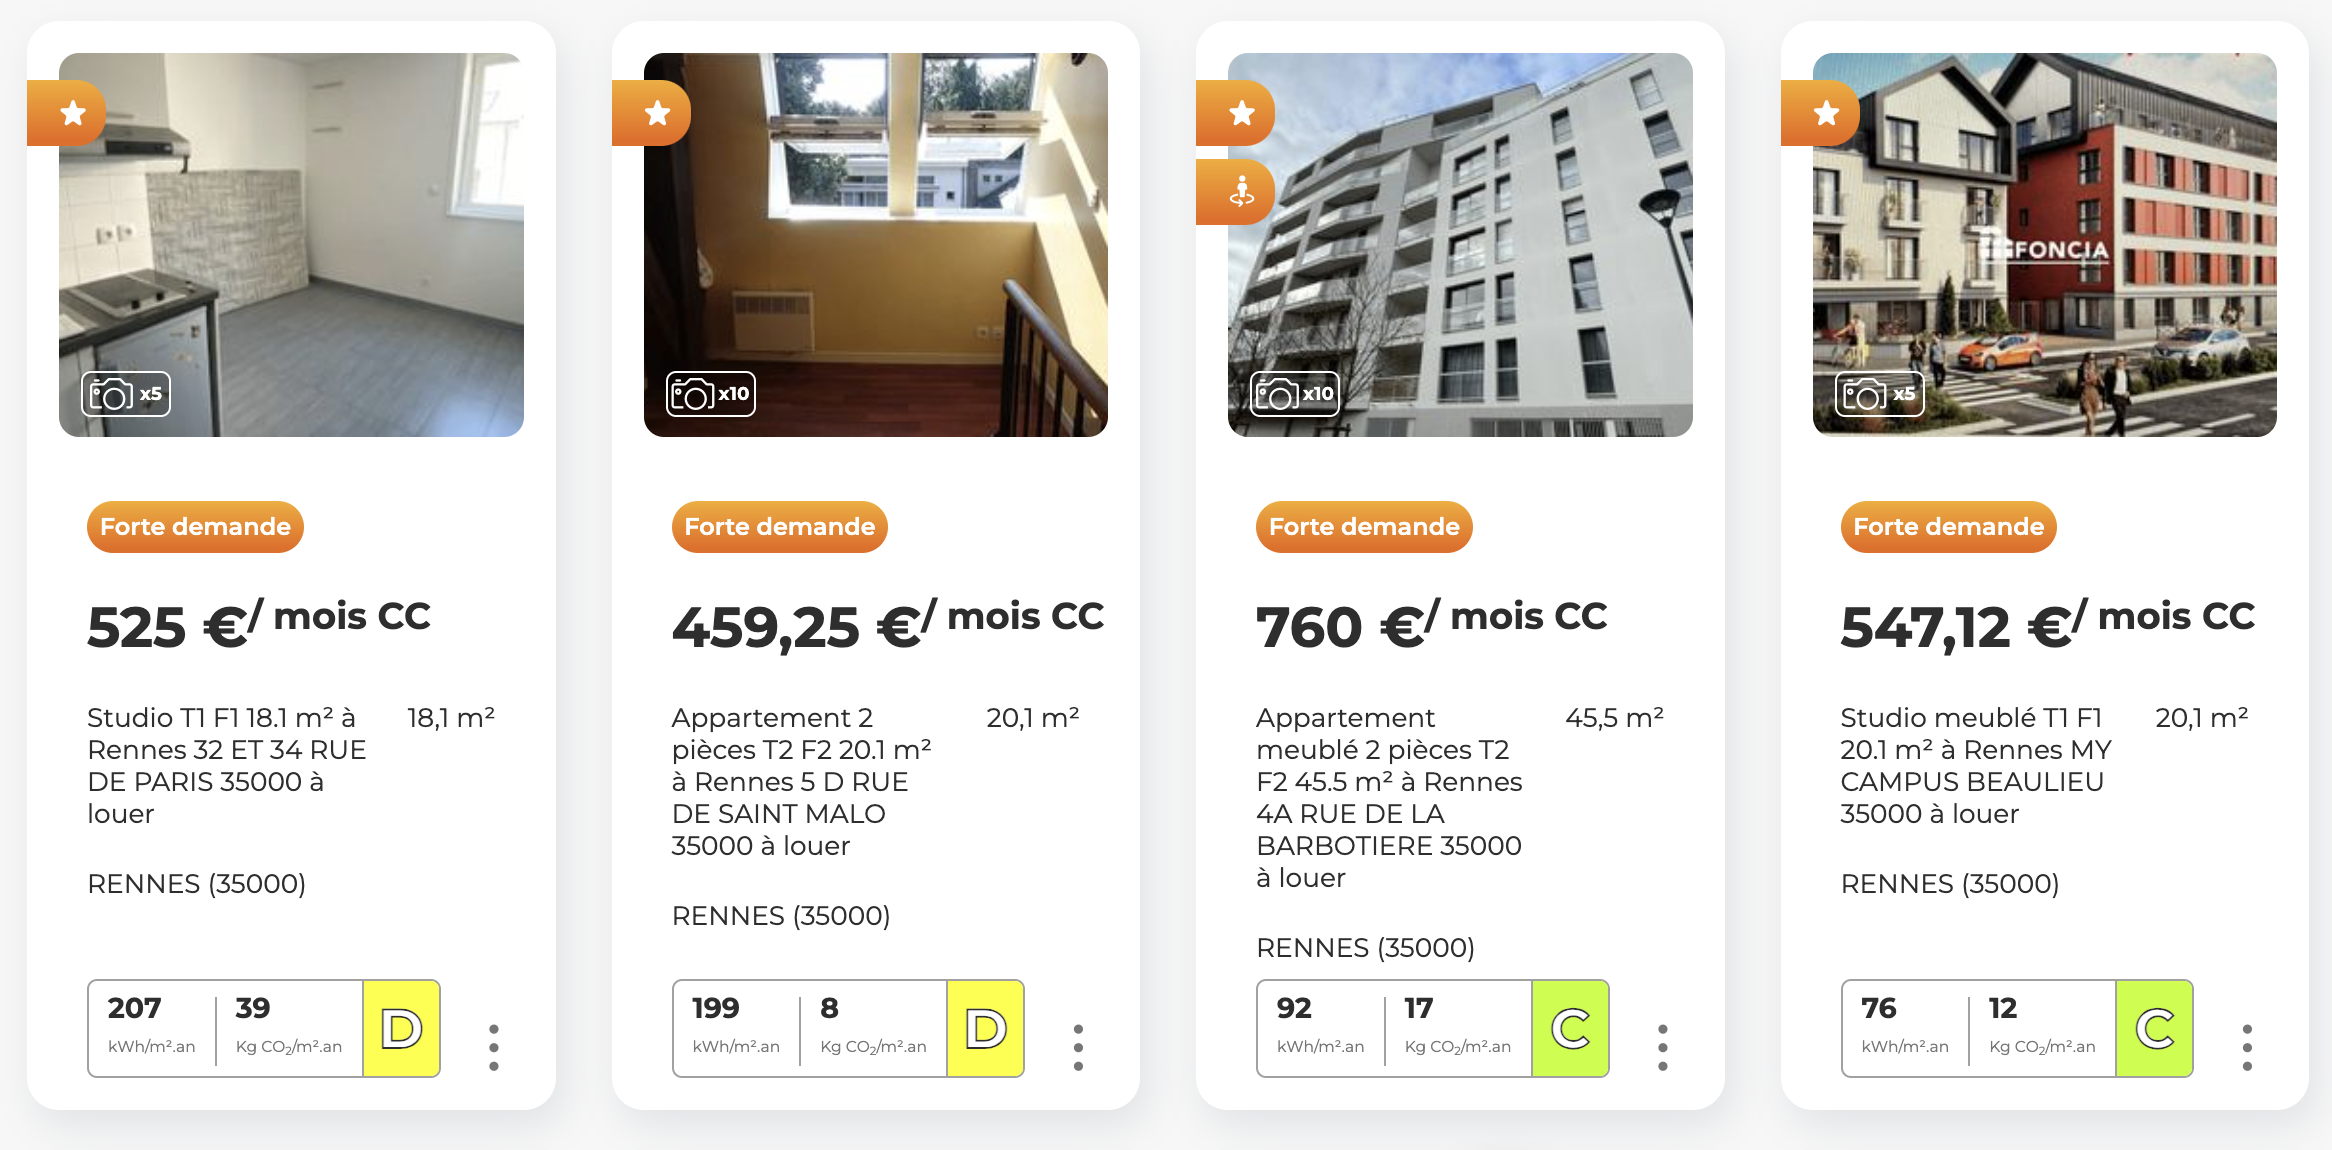 x5
Forte demande
525 €/ mois CC
Studio T1 F1 18.1 m² à
Rennes 32 ET 34 RUE
DE PARIS 35000 à
louer
18,1 m²
RENNES (35000)
207
kWh/m².an
39
Kg CO₂/m².an
D
x10
Forte demande
459,25 €/ mois CC
Appartement 2
pièces T2 F2 20.1 m²
à Rennes 5 D RUE
DE SAINT MALO
35000 à louer
20,1 m²
RENNES (35000)
199
kWh/m².an
8
Kg CO₂/m².an
D
x10
Forte demande
760 €/ mois CC
Appartement
meublé 2 pièces T2
F2 45.5 m² à Rennes
4A RUE DE LA
BARBOTIERE 35000
à louer
45,5 m²
RENNES (35000)
92
kWh/m².an
17
Kg CO₂/m².an
C
FONCIA
x5
Forte demande
547,12 €/ mois CC
Studio meublé T1 F1
20.1 m² à Rennes MY
CAMPUS BEAULIEU
35000 à louer
20,1 m²
RENNES (35000)
76
kWh/m².an
12
Kg CO₂/m².an
C